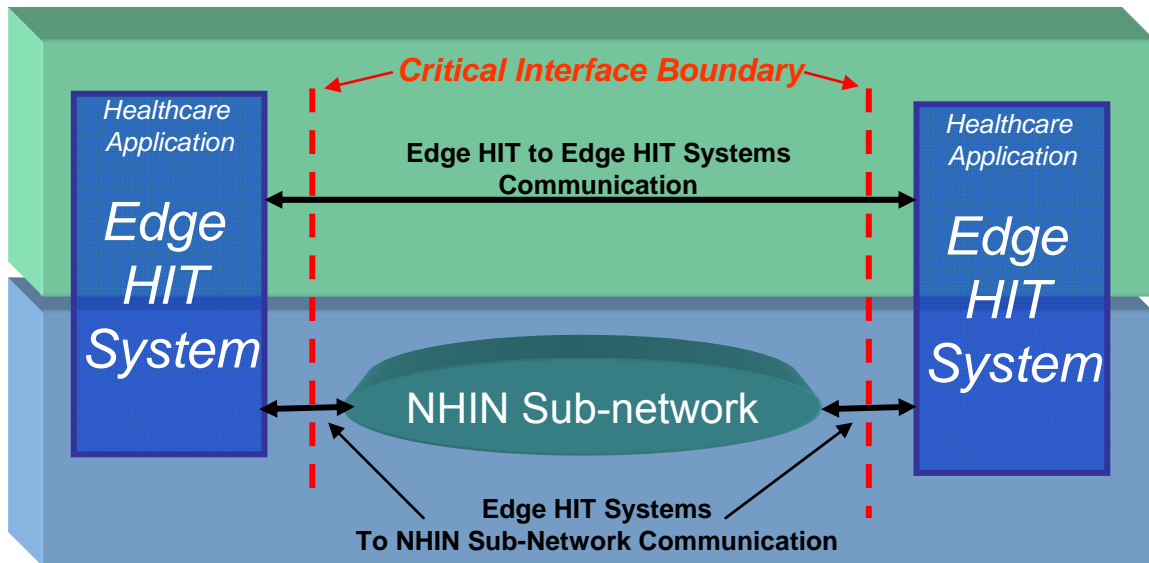 Critical Interface Boundary
Healthcare
Application
Edge
HIT
System
Edge HIT to Edge HIT Systems
Communication
Healthcare
Application
Edge
HIT
System
NHIN Sub-network
Edge HIT Systems
To NHIN Sub-Network Communication